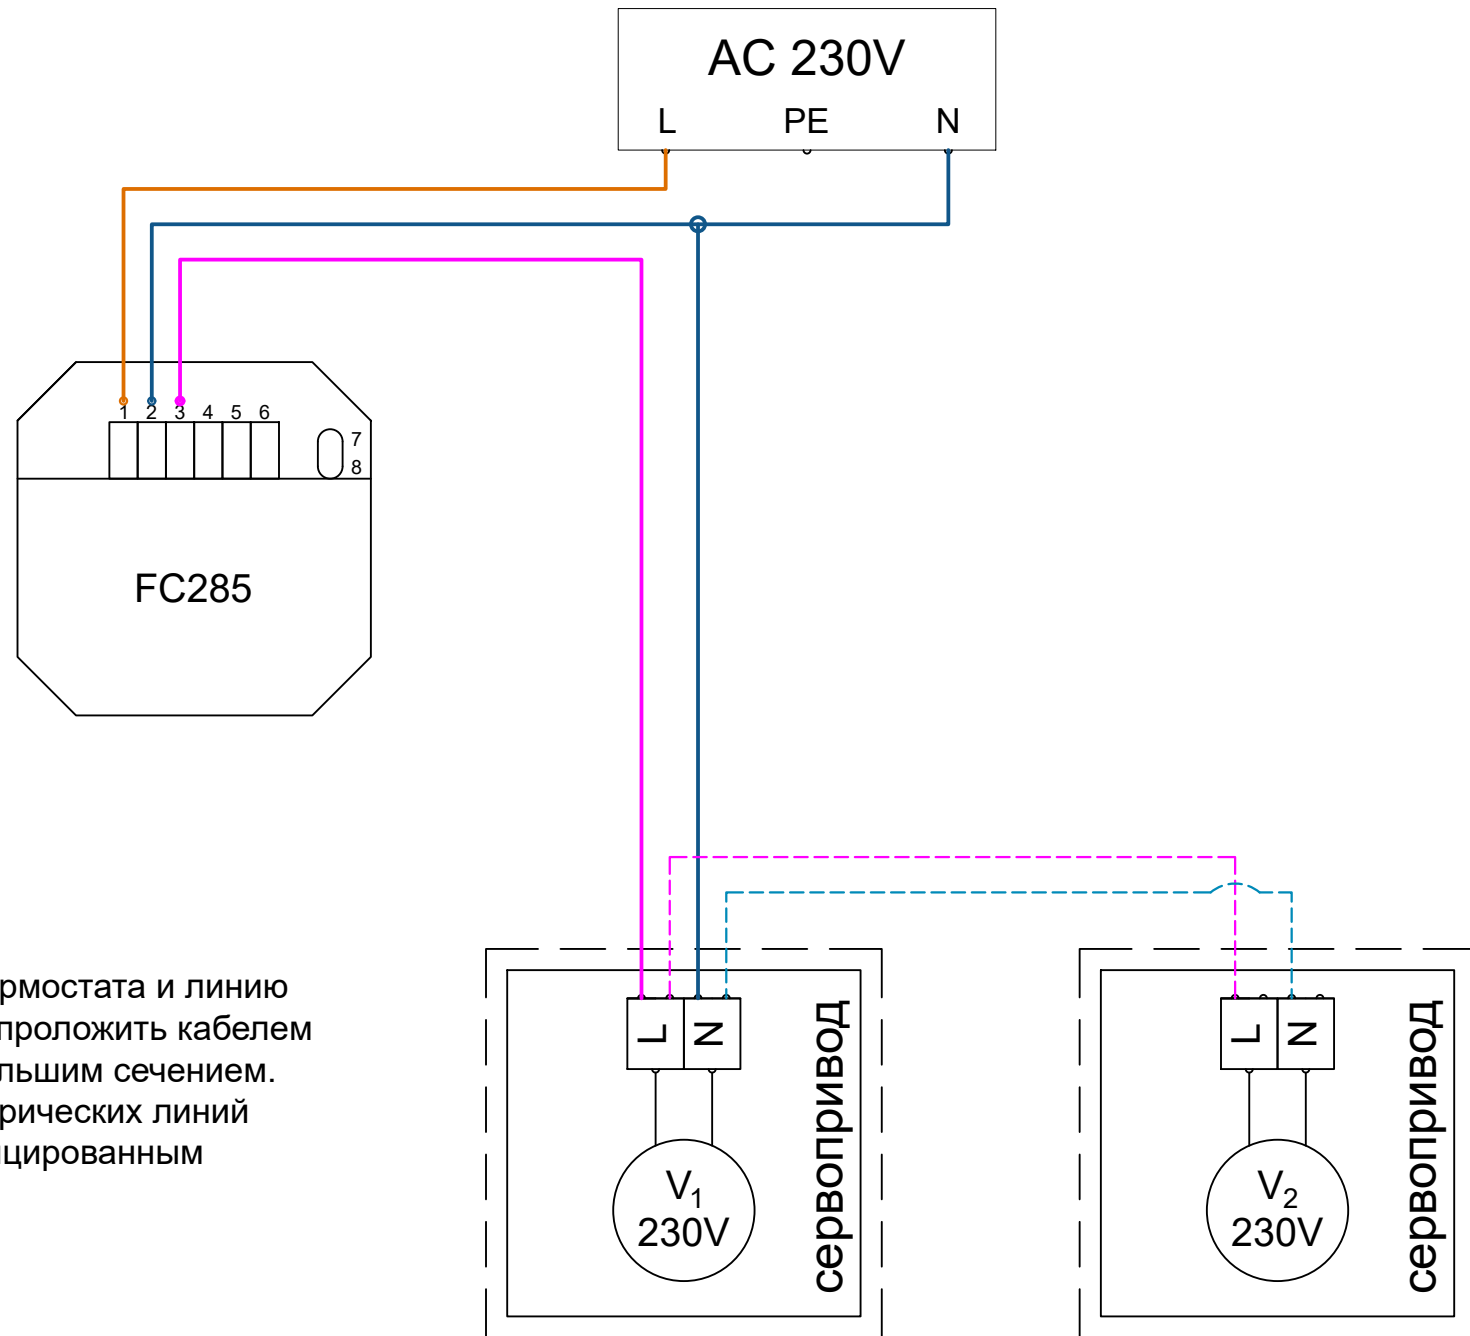 AC 230V
L PE N
1 2 3 4 5 6
7
8
FC285
рмостата и линию
проложить кабелем
льшим сечением.
рических линий
цированным
L N
V1
230V
сервопривод
L N
V2
230V
сервопривод